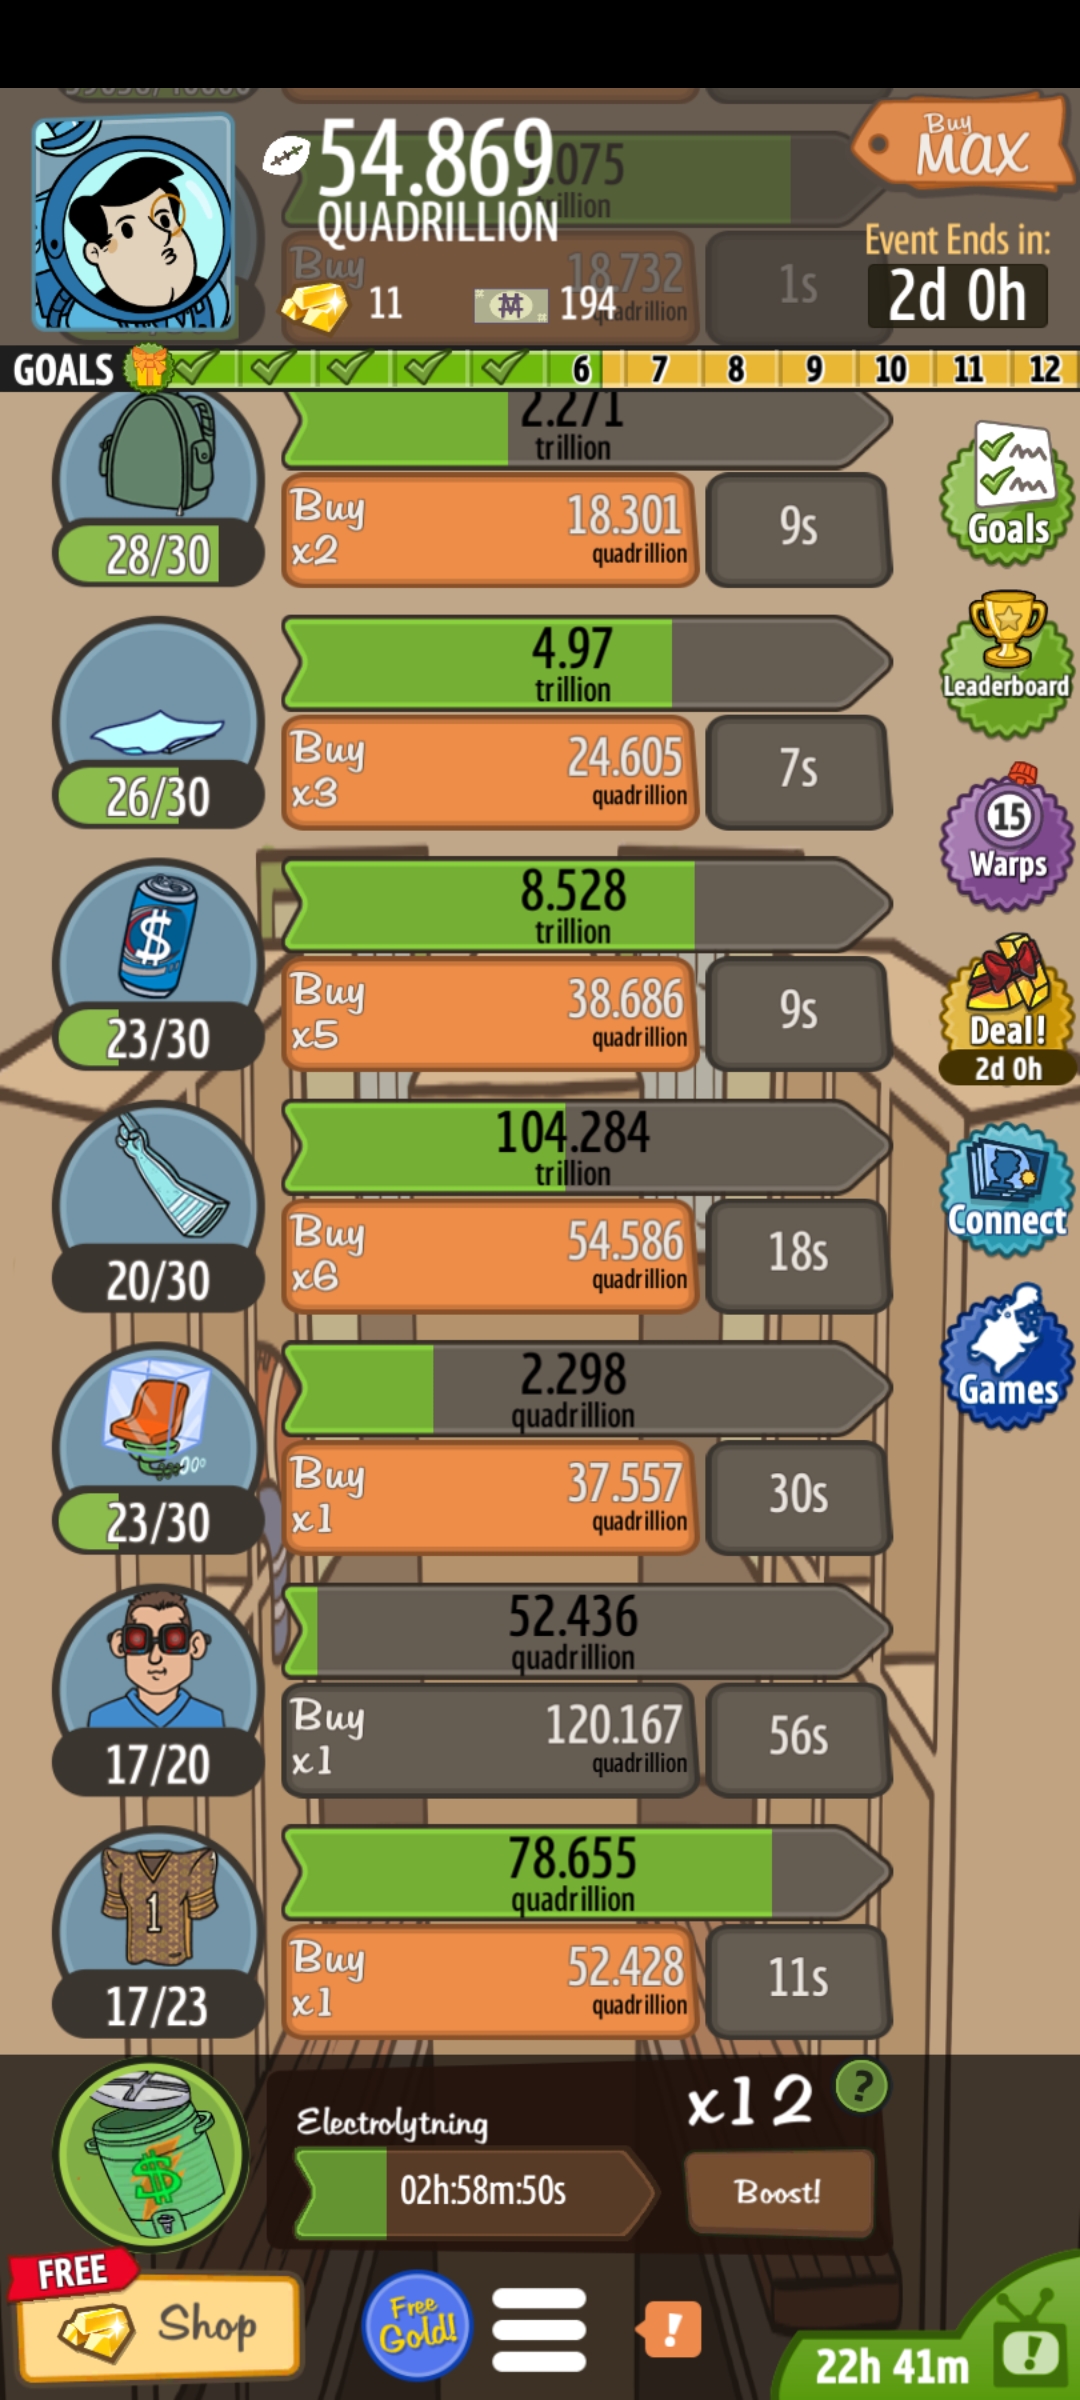 54.869
QUADRILLION
11
194
Buy
MAX
Event Ends in:
2d 0h
.075
trillion
Buy
18.732
quadrillion
1s
GOALS
6
7
8
9
10
11
12
2.271
trillion
28/30
Buy
x2
18.301
quadrillion
9s
Goals
4.97
trillion
26/30
Buy
x3
24.605
quadrillion
7s
Leaderboard
15
Warps
8.528
trillion
23/30
Buy
x5
38.686
quadrillion
9s
Deal!
2d 0h
104.284
trillion
20/30
Buy
x6
54.586
quadrillion
18s
Connect
2.298
quadrillion
23/30
Buy
x1
37.557
quadrillion
30s
Games
52.436
quadrillion
17/20
Buy
x1
120.167
quadrillion
56s
1
78.655
quadrillion
17/23
Buy
x1
52.428
quadrillion
11s
Electrolytning
02h:58m:50s
x12
?
Boost!
FREE
Shop
Free
Gold!
!
22h 41m
!